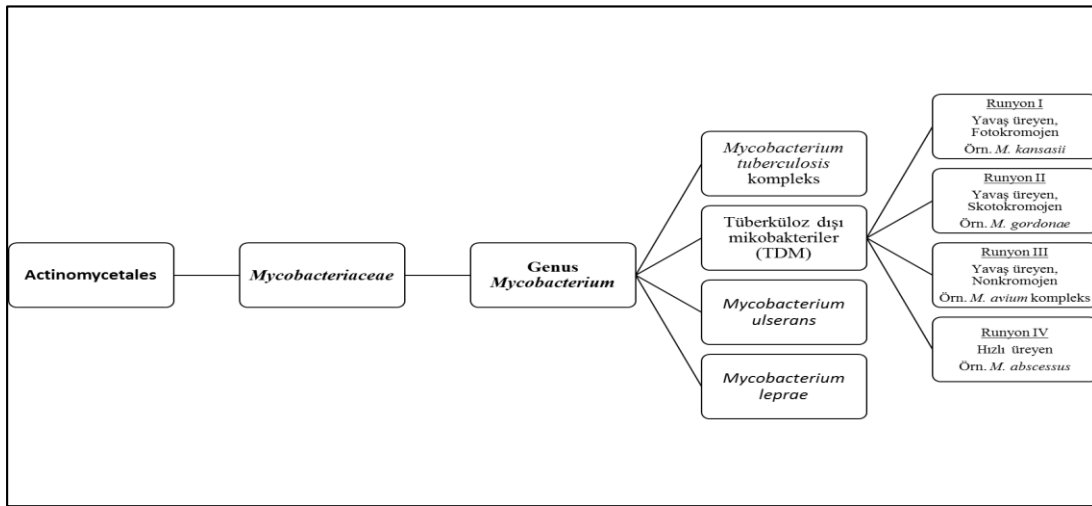 Actinomycetales
Mycobacteriaceae
Genus
Mycobacterium
Mycobacterium
tuberculosis
kompleks
Tüberküloz dışı
mikobakteriler
(TDM)
Mycobacterium
ulserans
Mycobacterium
leprae
Runyon I
Yavaş üreyen,
Fotokromojen
Örn. M. kansasii
Runyon II
Yavaş üreyen,
Skotokromojen
Örn. M. gordonae
Runyon III
Yavaş üreyen,
Nonkromojen
Örn. M. avium kompleks
Runyon IV
Hızlı üreyen
Örn. M. abscessus